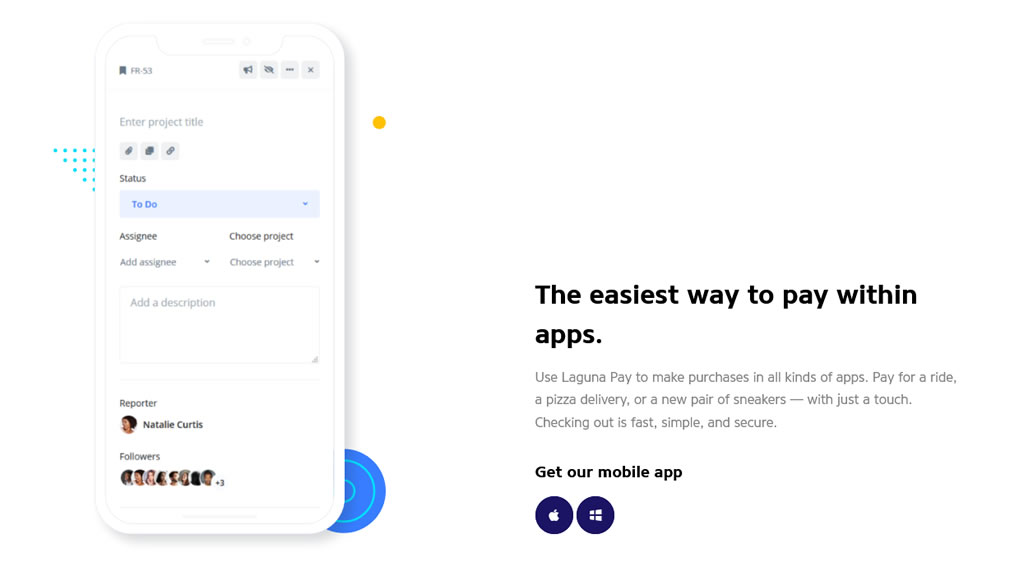 FR-53
Enter project title
Status
To Do
Assignee
Choose project
Add assignee
Choose project
Add a description
Reporter
Natalie Curtis
Followers
+3
The easiest way to pay within
apps.
Use Laguna Pay to make purchases in all kinds of apps. Pay for a ride,
a pizza delivery, or a new pair of sneakers — with just a touch.
Checking out is fast, simple, and secure.
Get our mobile app